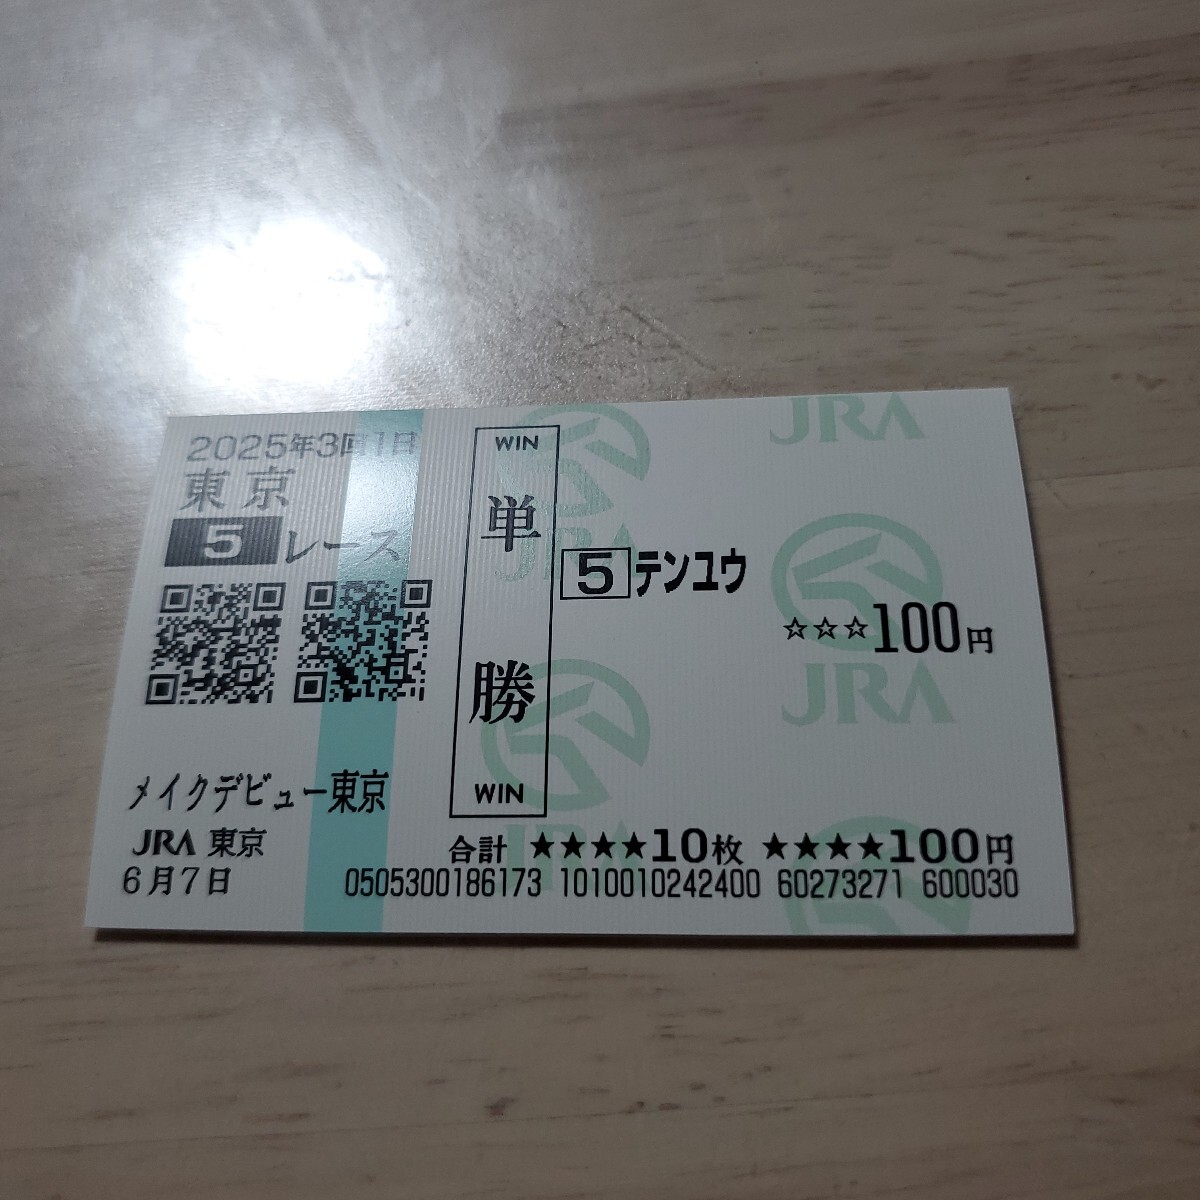 2025年3回1日
東京
5レース
メイクデビュー東京
JRA 東京
6月7日
WIN
単勝
WIN
5 テンユウ
☆☆☆100円
合計 ★★★★10枚 ★★★★100円
0505300186173 1010010242400 60273271 600030
JRA
JRA
JRA
JRA